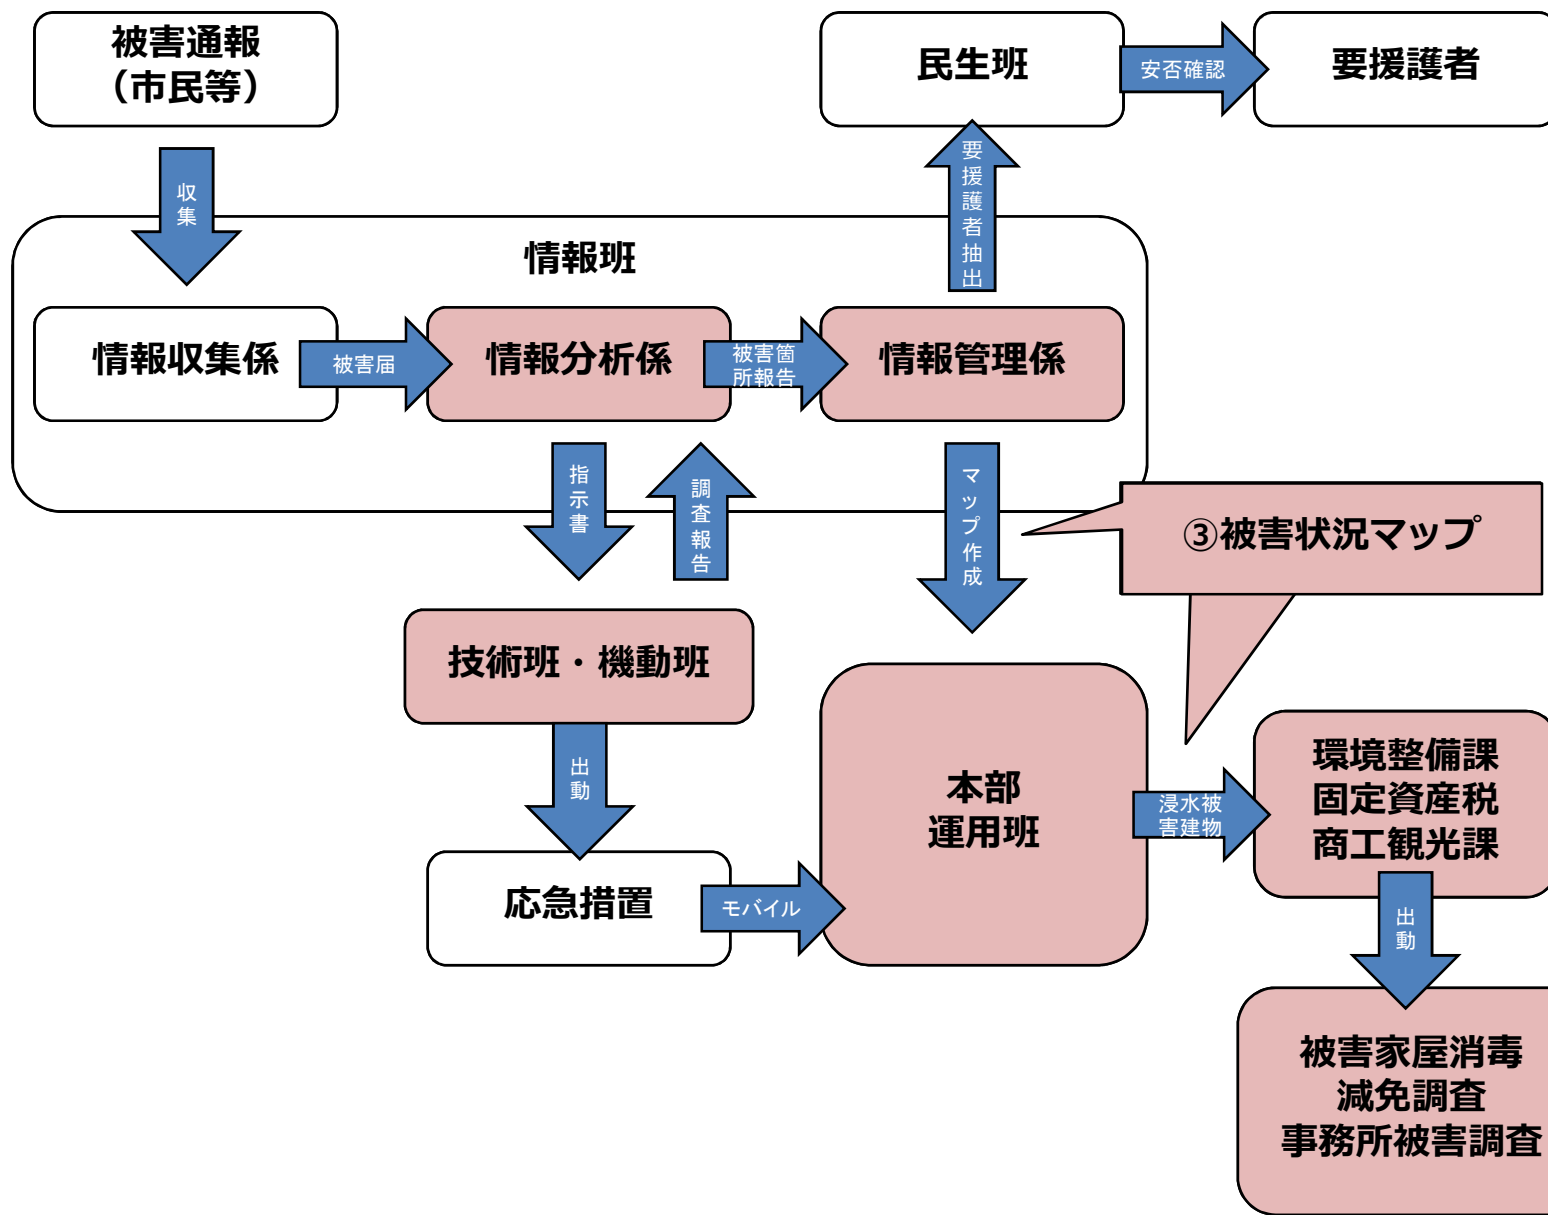 被害通報
（市民等）
民生班
安否確認
要援護者
収集
要援護者抽出
情報班
情報収集係
被害届
情報分析係
被害箇
所報告
情報管理係
指示書
調査報告
マップ作成
③被害状況マップ
技術班・機動班
出動
本部
運用班
浸水被
害建物
環境整備課
固定資産税
商工観光課
応急措置
モバイル
出動
被害家屋消毒
減免調査
事務所被害調査